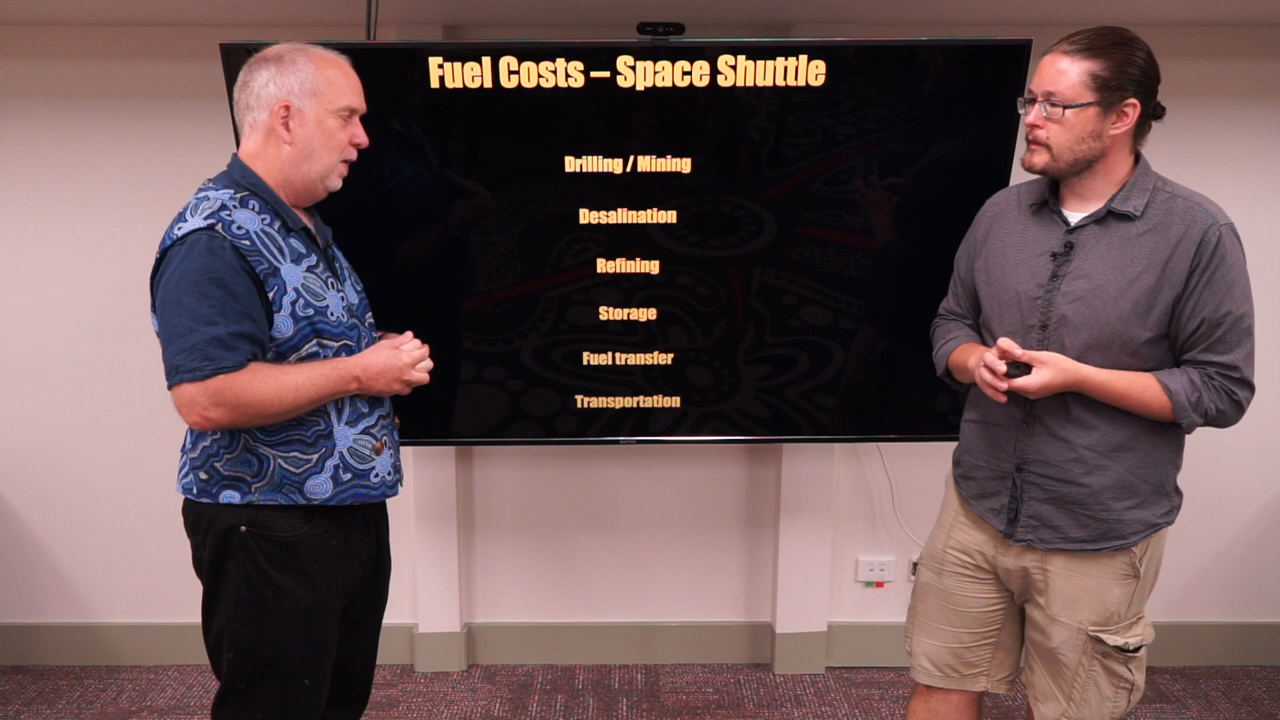 Fuel Costs – Space Shuttle
Drilling / Mining
Desalination
Refining
Storage
Fuel transfer
Transportation